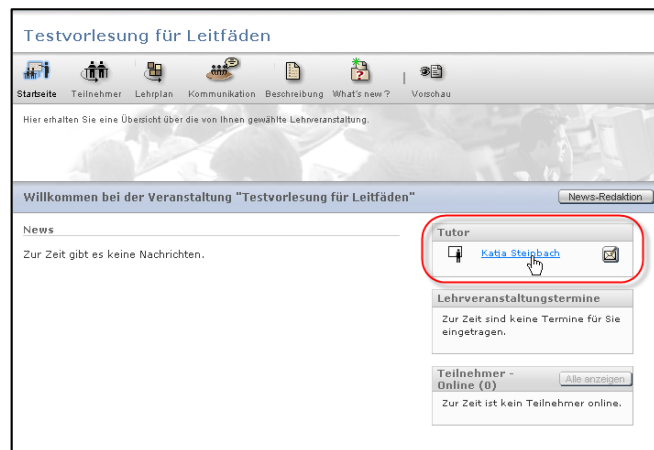 Testvorlesung für Leitfäden
Startseite Teilnehmer Lehrplan Kommunikation Beschreibung What's new ? Vorschau
Hier erhalten Sie eine Übersicht über die von Ihnen gewählte Lehrveranstaltung.
Willkommen bei der Veranstaltung "Testvorlesung für Leitfäden"
News-Redaktion
News
Zur Zeit gibt es keine Nachrichten.
Tutor
Katja Steinbach
Lehrveranstaltungstermine
Zur Zeit sind keine Termine für Sie
eingetragen.
Teilnehmer -
Online (0)
Alle anzeigen
Zur Zeit ist kein Teilnehmer online.